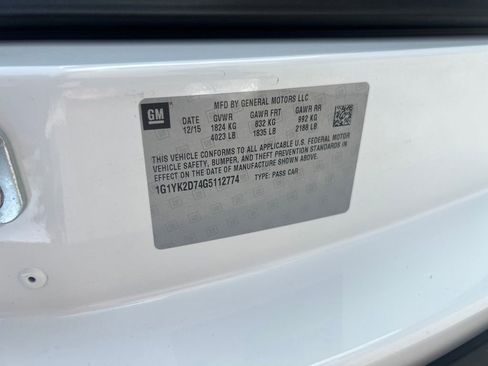 GM
MFD BY GENERAL MOTORS LLC
DATE GVWR GAWR FRT GAWR RR
12/15 1824 KG 832 KG 992 KG
4023 LB 1835 LB 2188 LB
THIS VEHICLE CONFORMS TO ALL APPLICABLE U.S. FEDERAL MOTOR
VEHICLE SAFETY, BUMPER, AND THEFT PREVENTION STANDARDS IN
EFFECT ON THE DATE OF MANUFACTURE SHOWN ABOVE.
1G1YK2D74G5112774 TYPE: PASS CAR